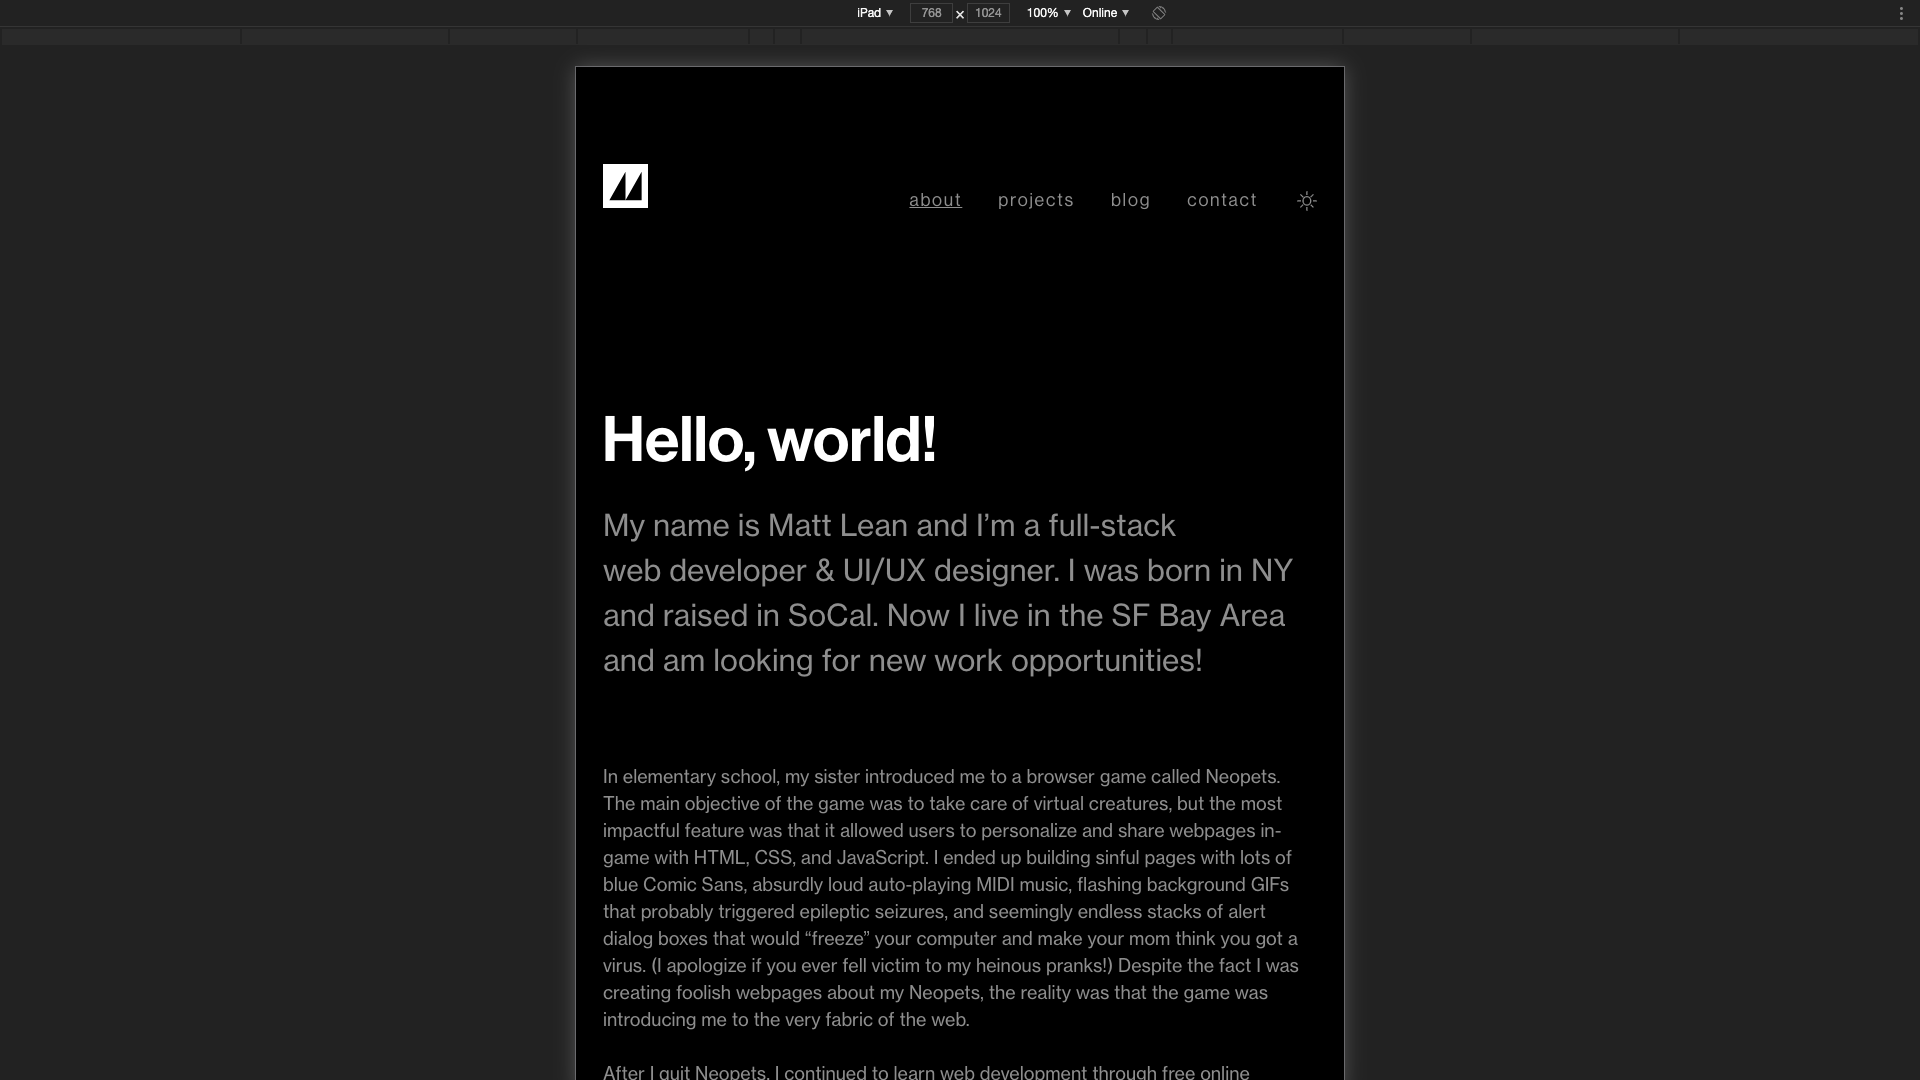 iPad ▼ 768 × 1024 100% ▼ Online ▼
about projects blog contact
Hello, world!
My name is Matt Lean and I’m a full-stack
web developer & UI/UX designer. I was born in NY
and raised in SoCal. Now I live in the SF Bay Area
and am looking for new work opportunities!
In elementary school, my sister introduced me to a browser game called Neopets.
The main objective of the game was to take care of virtual creatures, but the most
impactful feature was that it allowed users to personalize and share webpages in-
game with HTML, CSS, and JavaScript. I ended up building sinful pages with lots of
blue Comic Sans, absurdly loud auto-playing MIDI music, flashing background GIFs
that probably triggered epileptic seizures, and seemingly endless stacks of alert
dialog boxes that would “freeze” your computer and make your mom think you got a
virus. (I apologize if you ever fell victim to my heinous pranks!) Despite the fact I was
creating foolish webpages about my Neopets, the reality was that the game was
introducing me to the very fabric of the web.
After I quit Neopets, I continued to learn web development through free online